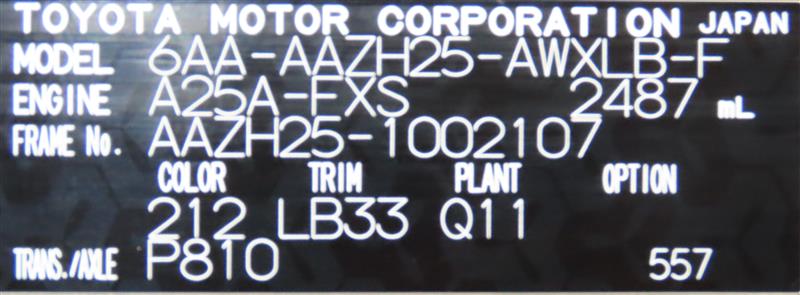 TOYOTA MOTOR CORPORATION JAPAN
MODEL 6AA-AAZH25-AWXLB-F
ENGINE A25A-FXS 2487 mL
FRAME No. AAZH25-1002107
COLOR TRIM PLANT OPTION
212 LB33 Q11
TRANS./AXLE P810 557